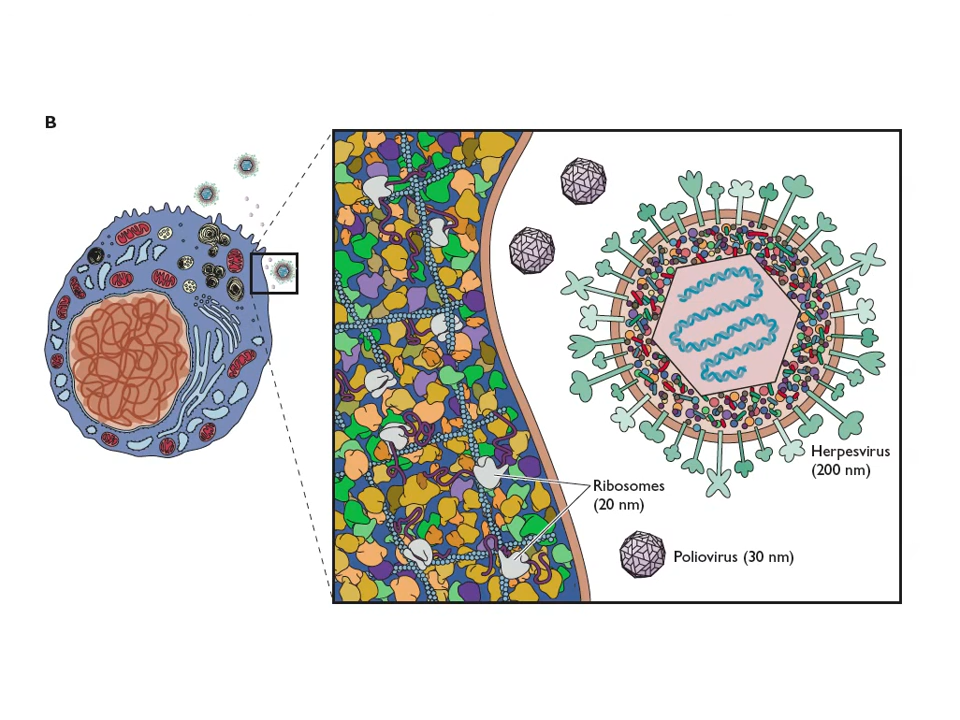 B
Herpesvirus
(200 nm)
Ribosomes
(20 nm)
Poliovirus (30 nm)